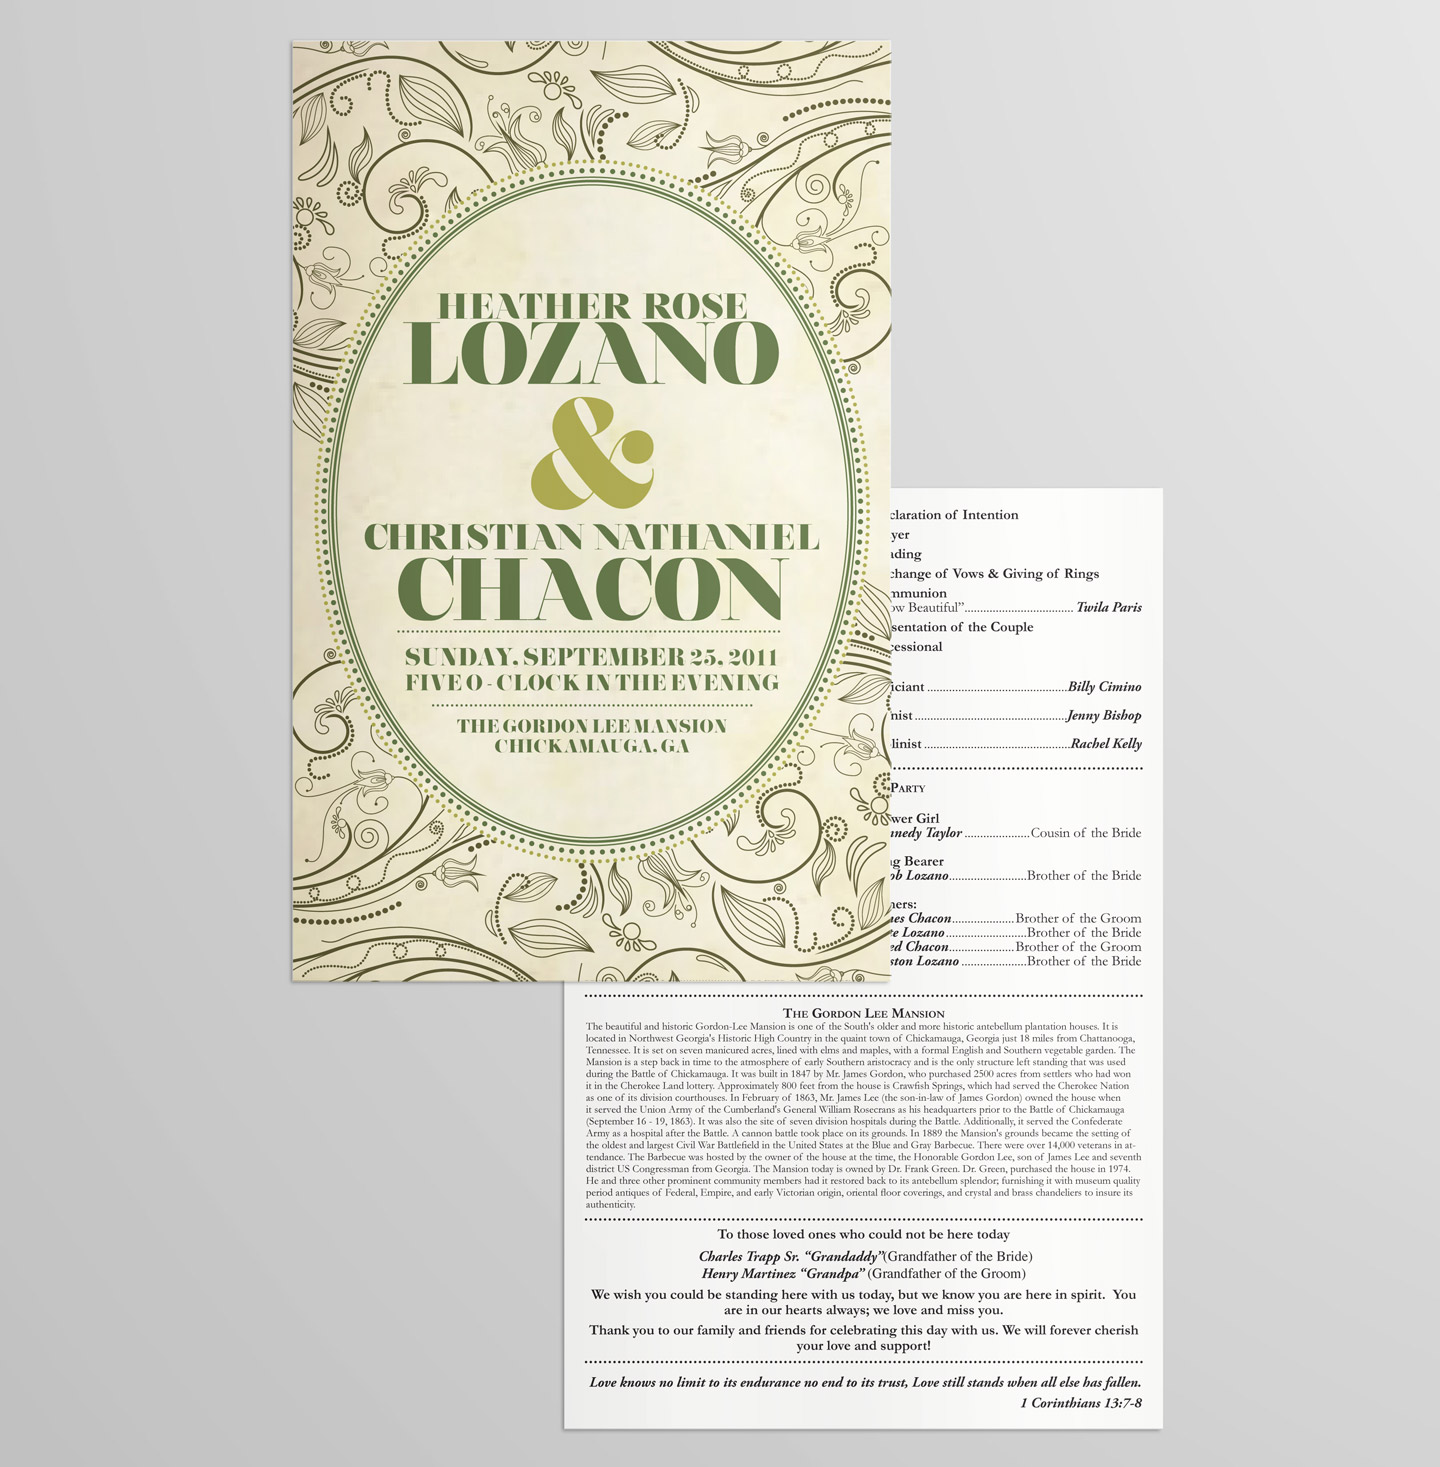 HEATHER ROSE
LOZANO
&
CHRISTIAN NATHANIEL
CHACON
SUNDAY, SEPTEMBER 25, 2011
FIVE O - CLOCK IN THE EVENING
THE GORDON LEE MANSION
CHICKAMAUGA, GA
claration of Intention
yer
ading
change of Vows & Giving of Rings
mmunion
ow Beautiful”.............................. Twila Paris
sentation of the Couple
cessional
iciant ......................................Billy Cimino
nist..........................................Jenny Bishop
linist ........................................Rachel Kelly
PARTY
wer Girl
nnedy Taylor .....................Cousin of the Bride
ng Bearer
ob Lozano.........................Brother of the Bride
mers:
es Chacon....................Brother of the Groom
e Lozano.........................Brother of the Bride
ed Chacon.....................Brother of the Groom
ston Lozano .....................Brother of the Bride
THE GORDON LEE MANSION
The beautiful and historic Gordon-Lee Mansion is one of the South's older and more historic antebellum plantation houses. It is
located in Northwest Georgia's Historic High Country in the quaint town of Chickamauga, Georgia just 18 miles from Chattanooga,
Tennessee. It is set on seven manicured acres, lined with elms and maples, with a formal English and Southern vegetable garden. The
Mansion is a step back in time to the atmosphere of early Southern aristocracy and is the only structure left standing that was used
during the Battle of Chickamauga. It was built in 1847 by Mr. James Gordon, who purchased 2500 acres from settlers who had won
it in the Cherokee Land lottery. Approximately 800 feet from the house is Crawfish Springs, which had served the Cherokee Nation
as one of its division courthouses. In February of 1863, Mr. James Lee (the son-in-law of James Gordon) owned the house when
it served the Union Army of the Cumberland's General William Rosecrans as his headquarters prior to the Battle of Chickamauga
(September 16 - 19, 1863). It was also the site of seven division hospitals during the Battle. Additionally, it served the Confederate
Army as a hospital after the Battle. A cannon battle took place on its grounds. In 1889 the Mansion's grounds became the setting of
the oldest and largest Civil War Battlefield in the United States at the Blue and Gray Barbecue. There were over 14,000 veterans in at-
tendance. The Barbecue was hosted by the owner of the house at the time, the Honorable Gordon Lee, son of James Lee and seventh
district US Congressman from Georgia. The Mansion today is owned by Dr. Frank Green. Dr. Green, purchased the house in 1974.
He and three other prominent community members had it restored back to its antebellum splendor; furnishing it with museum quality
period antiques of Federal, Empire, and early Victorian origin, oriental floor coverings, and crystal and brass chandeliers to insure its
authenticity.
To those loved ones who could not be here today
Charles Trapp Sr. “Grandaddy”(Grandfather of the Bride)
Henry Martinez “Grandpa” (Grandfather of the Groom)
We wish you could be standing here with us today, but we know you are here in spirit. You
are in our hearts always; we love and miss you.
Thank you to our family and friends for celebrating this day with us. We will forever cherish
your love and support!
Love knows no limit to its endurance no end to its trust, Love still stands when all else has fallen.
1 Corinthians 13:7-8